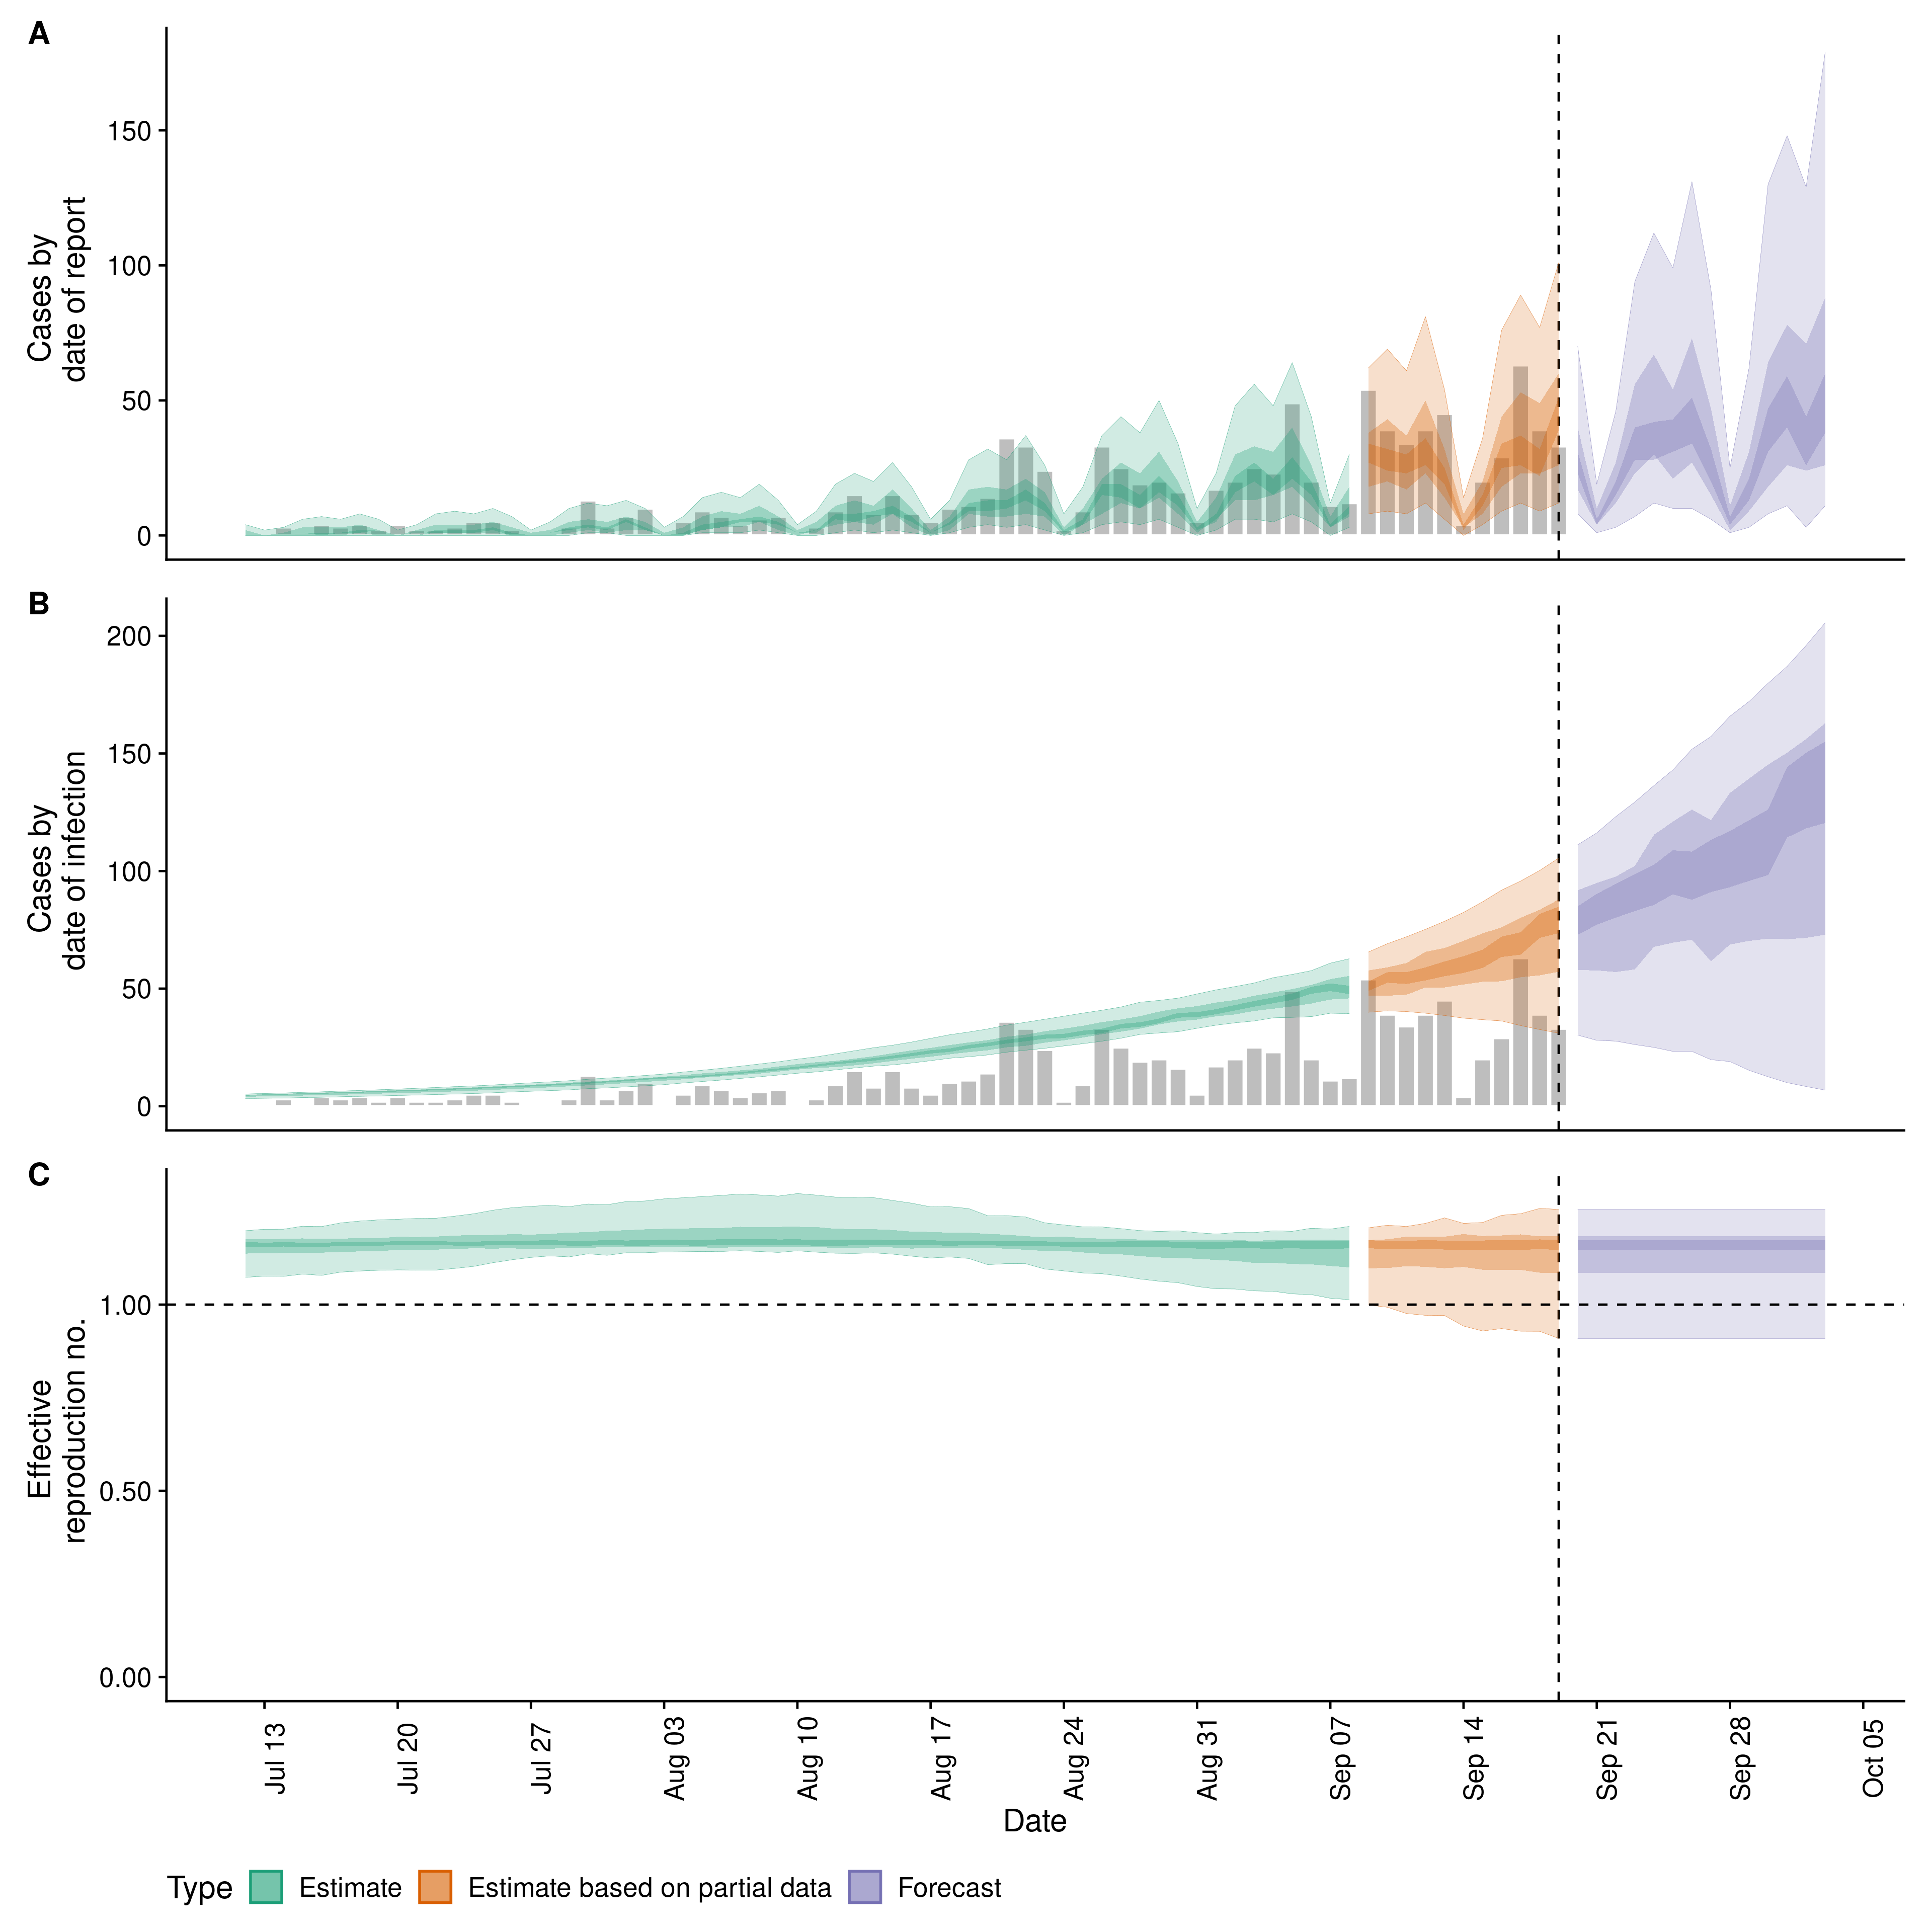 A
Cases by
date of report
150
100
50
0
B
Cases by
date of infection
200
150
100
50
0
C
Effective
reproduction no.
1.00
0.50
0.00
Jul 13
Jul 20
Jul 27
Aug 03
Aug 10
Aug 17
Aug 24
Aug 31
Sep 07
Sep 14
Sep 21
Sep 28
Oct 05
Date
Type Estimate Estimate based on partial data Forecast